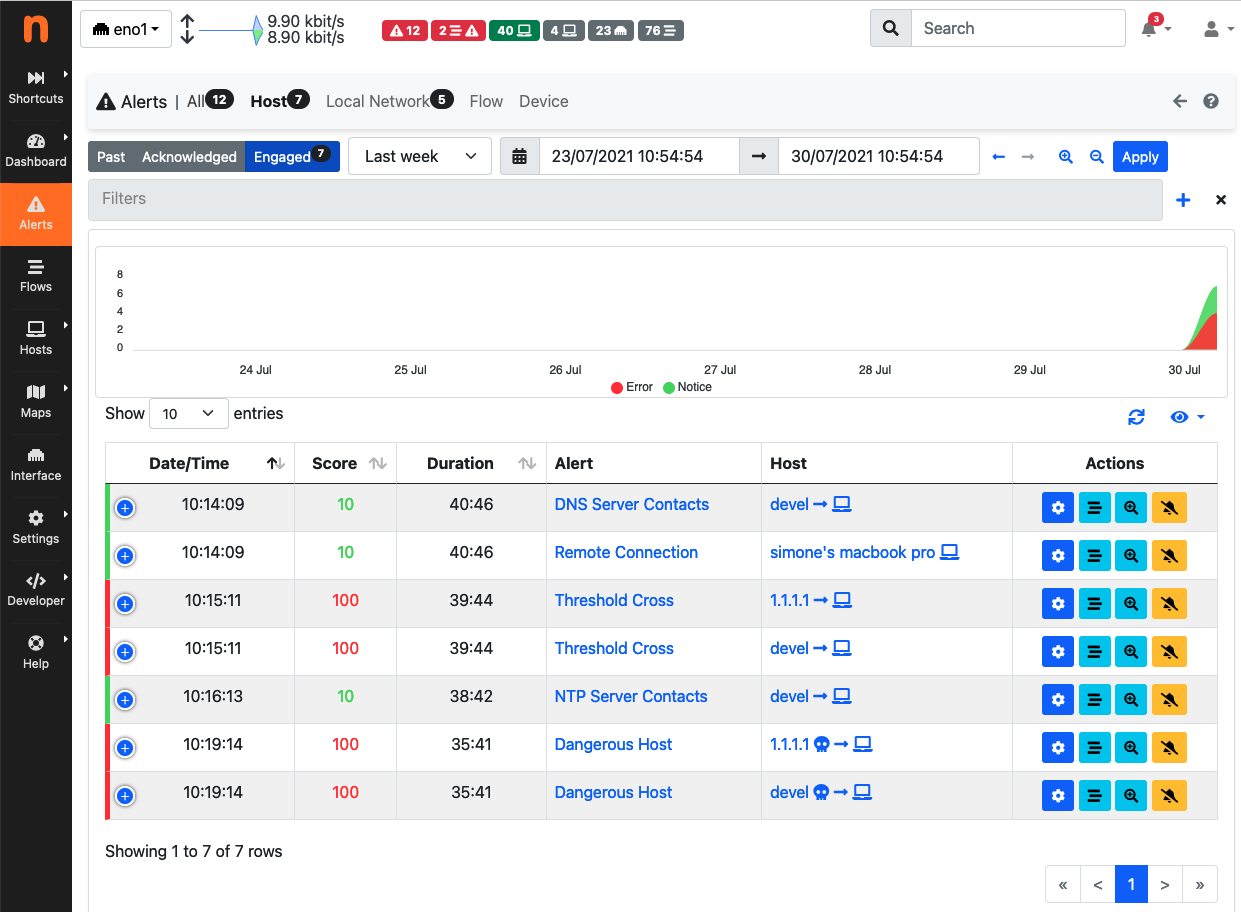 n
eno1
9.90 kbit/s
8.90 kbit/s
12
2
40
4
23
76
Search
3
Shortcuts
Dashboard
Alerts
Flows
Hosts
Maps
Interface
Settings
Developer
Help
Alerts | All 12 Host 7 Local Network 5 Flow Device
Past Acknowledged Engaged 7 Last week 23/07/2021 10:54:54 30/07/2021 10:54:54 Apply
Filters
8
6
4
2
0
24 Jul 25 Jul 26 Jul 27 Jul 28 Jul 29 Jul 30 Jul
Error Notice
Show 10 entries
Date/Time Score Duration Alert Host Actions
10:14:09 10 40:46 DNS Server Contacts devel
10:14:09 10 40:46 Remote Connection simone's macbook pro
10:15:11 100 39:44 Threshold Cross 1.1.1.1
10:15:11 100 39:44 Threshold Cross devel
10:16:13 10 38:42 NTP Server Contacts devel
10:19:14 100 35:41 Dangerous Host 1.1.1.1
10:19:14 100 35:41 Dangerous Host devel
Showing 1 to 7 of 7 rows
« < 1 > »